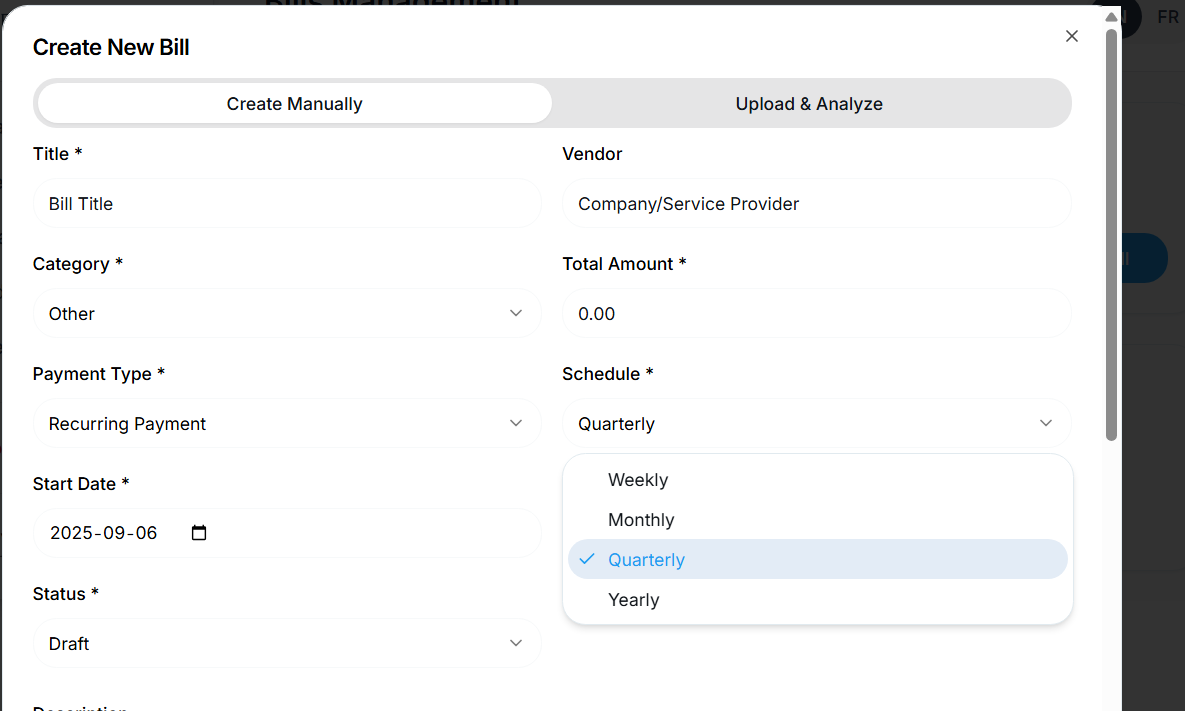 Bills Management
FR
Create New Bill
Create Manually
Upload & Analyze
Title *
Vendor
Bill Title
Company/Service Provider
Category *
Total Amount *
Other
0.00
Payment Type *
Schedule *
Recurring Payment
Quarterly
Start Date *
Weekly
2025-09-06
Monthly
Quarterly
Status *
Yearly
Draft
Description